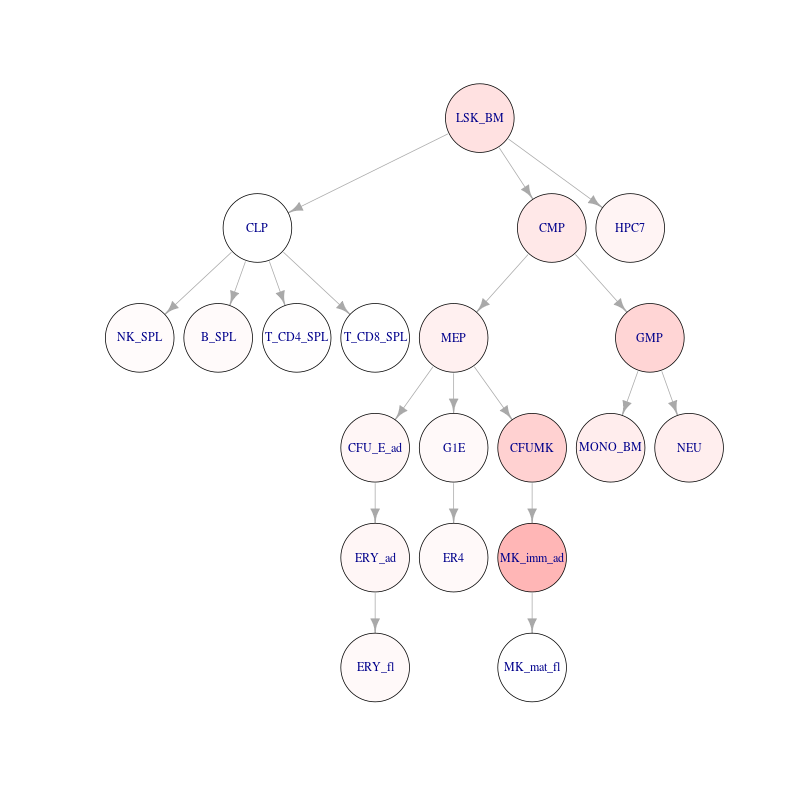 LSK_BM
CLP
CMP
HPC7
NK_SPL
B_SPL
T_CD4_SPL
T_CD8_SPL
MEP
GMP
CFU_E_ad
G1E
CFUMK
MONO_BM
NEU
ERY_ad
ER4
MK_imm_ad
ERY_fl
MK_mat_fl